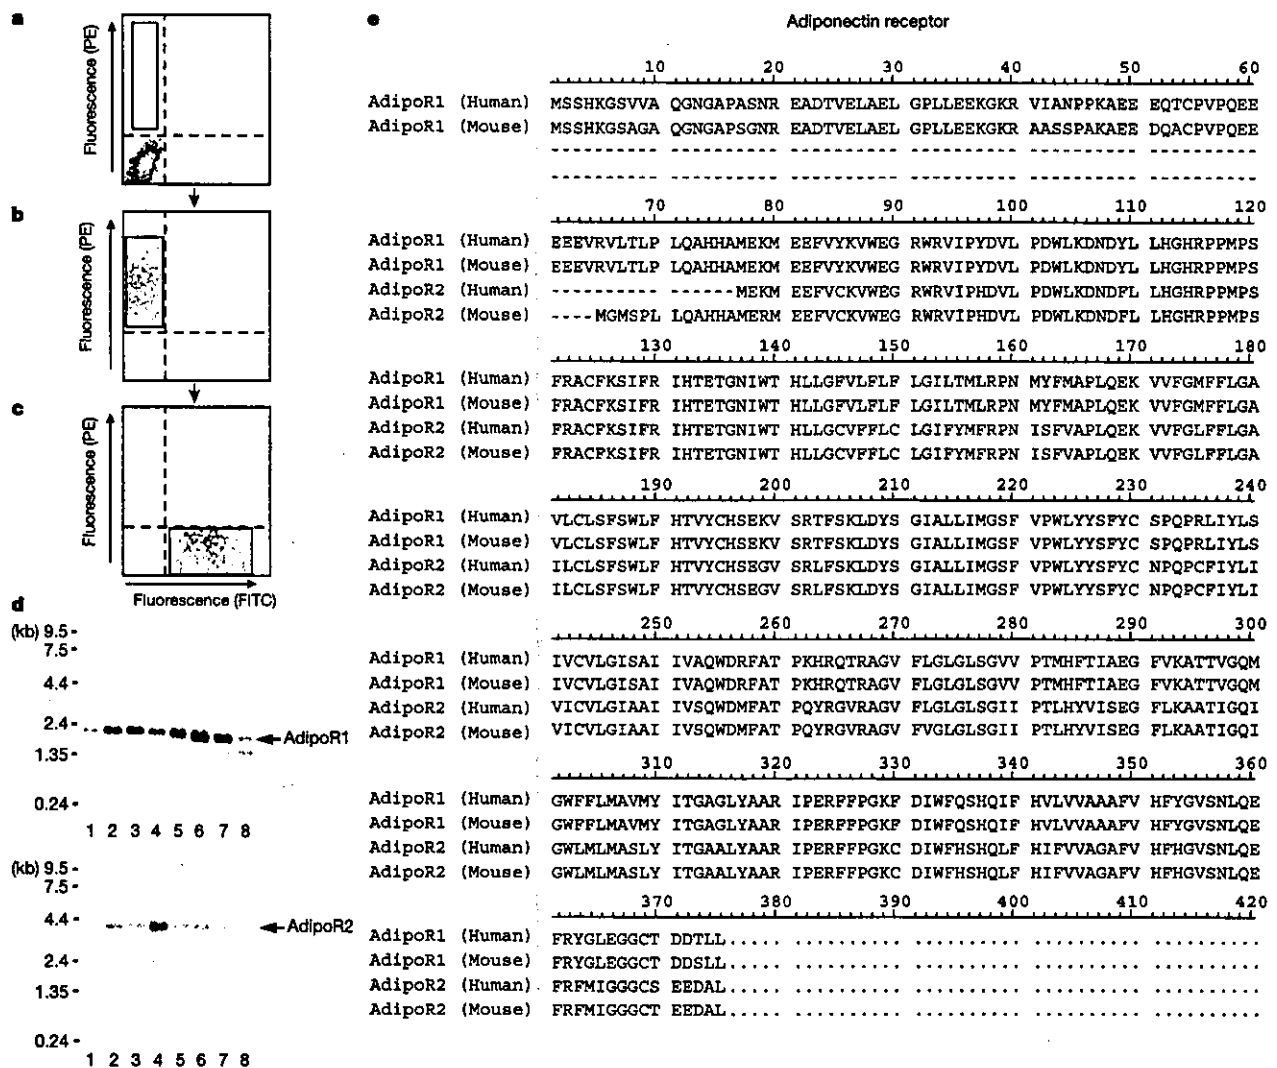 a
Fluorescence (PE)
b
Fluorescence (PE)
c
Fluorescence (PE)
Fluorescence (FITC)
d
(kb) 9.5
7.5
4.4
2.4
1.35
0.24
AdipoR1
1 2 3 4 5 6 7 8
(kb) 9.5
7.5
4.4
2.4
1.35
0.24
AdipoR2
1 2 3 4 5 6 7 8
e
Adiponectin receptor
10 20 30 40 50 60
AdipoR1 (Human) MSSHKGSVVA QGNGAPASNR EADTVELAEL GPLLEEKGKR VIANPPKAEE EQTCPVPQEE
AdipoR1 (Mouse) MSSHKGSAGA QGNGAPSGNR EADTVELAEL GPLLEEKGKR AASSPAKAEE DQACPVPQEE
---------- ---------- ---------- ---------- ---------- ----------
---------- ---------- ---------- ---------- ---------- ----------
70 80 90 100 110 120
AdipoR1 (Human) EEEVRVLTLP LQAHHAMEKM EEFVYKVWEG RWRVIPYDVL PDWLKDNDYL LHGHRPPMPS
AdipoR1 (Mouse) EEEVRVLTLP LQAHHAMEKM EEFVYKVWEG RWRVIPYDVL PDWLKDNDYL LHGHRPPMPS
AdipoR2 (Human) ---------- ------MEKM EEFVCKVWEG RWRVIPHDVL PDWLKDNDFL LHGHRPPMPS
AdipoR2 (Mouse) ----MGMSPL LQAHHAMERM EEFVCKVWEG RWRVIPHDVL PDWLKDNDFL LHGHRPPMPS
130 140 150 160 170 180
AdipoR1 (Human) FRACFKSIFR IHTETGNIWT HLLGFVLFLF LGILTMLRPN MYFMAPLQEK VVFGMFFLGA
AdipoR1 (Mouse) FRACFKSIFR IHTETGNIWT HLLGFVLFLF LGILTMLRPN MYFMAPLQEK VVFGMFFLGA
AdipoR2 (Human) FRACFKSIFR IHTETGNIWT HLLGCVFFLC LGIFYMFRPN ISFVAPLQEK VVFGLFFLGA
AdipoR2 (Mouse) FRACFKSIFR IHTETGNIWT HLLGCVFFLC LGIFYMFRPN ISFVAPLQEK VVFGLFFLGA
190 200 210 220 230 240
AdipoR1 (Human) VLCLSFSWLF HTVYCHSEKV SRTFSKLDYS GIALLIMGSF VPWLYYSFYC SPQPRLIYLS
AdipoR1 (Mouse) VLCLSFSWLF HTVYCHSEKV SRTFSKLDYS GIALLIMGSF VPWLYYSFYC SPQPRLIYLS
AdipoR2 (Human) ILCLSFSWLF HTVYCHSEGV SRLFSKLDYS GIALLIMGSF VPWLYYSFYC NPQPCFIYLI
AdipoR2 (Mouse) ILCLSFSWLF HTVYCHSEGV SRLFSKLDYS GIALLIMGSF VPWLYYSFYC NPQPCFIYLI
250 260 270 280 290 300
AdipoR1 (Human) IVCVLGISAI IVAQWDRFAT PKHRQTRAGV FLGLGLSGVV PTMHFTIAEG FVKATTVGQM
AdipoR1 (Mouse) IVCVLGISAI IVAQWDRFAT PKHRQTRAGV FLGLGLSGVV PTMHFTIAEG FVKATTVGQM
AdipoR2 (Human) VICVLGIAAI IVSQWDMFAT PQYRGVRAGV FLGLGLSGII PTLHYVISEG FLKAATIGQI
AdipoR2 (Mouse) VICVLGIAAI IVSQWDMFAT PQYRGVRAGV FVGLGLSGII PTLHYVISEG FLKAATIGQI
310 320 330 340 350 360
AdipoR1 (Human) GWFFLMAVMY ITGAGLYAAR IPERFFPGKF DIWFQSHQIF HVLVVAAAFV HFYGVSNLQE
AdipoR1 (Mouse) GWFFLMAVMY ITGAGLYAAR IPERFFPGKF DIWFQSHQIF HVLVVAAAFV HFYGVSNLQE
AdipoR2 (Human) GWLMLMASLY ITGAALYAAR IPERFFPGKC DIWFHSHQLF HIFVVAGAFV HFHGVSNLQE
AdipoR2 (Mouse) GWLMLMASLY ITGAALYAAR IPERFFPGKC DIWFHSHQLF HIFVVAGAFV HFHGVSNLQE
370 380 390 400 410 420
AdipoR1 (Human) FRYGLEGGCT DDTLL..... .......... .......... .......... ..........
AdipoR1 (Mouse) FRYGLEGGCT DDSLL..... .......... .......... .......... ..........
AdipoR2 (Human) FRFMIGGGCS EEDAL..... .......... .......... .......... ..........
AdipoR2 (Mouse) FRFMIGGGCT EEDAL..... .......... .......... .......... ..........